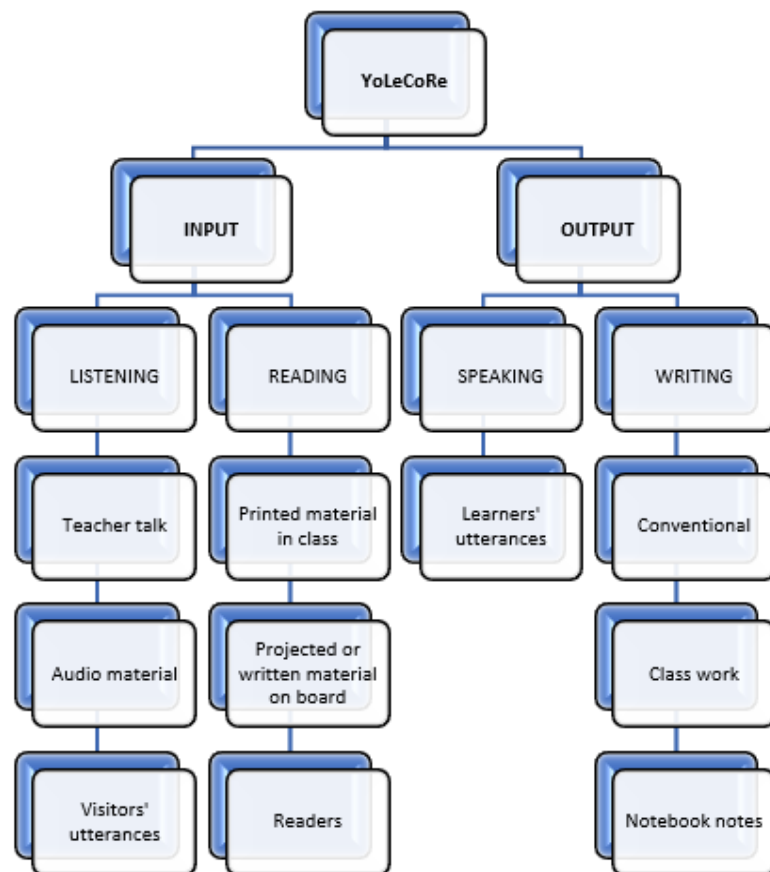 YoLeCoRe
INPUT
OUTPUT
LISTENING
READING
SPEAKING
WRITING
Teacher talk
Printed material
in class
Learners'
utterances
Conventional
Audio material
Projected or
written material
on board
Class work
Visitors'
utterances
Readers
Notebook notes